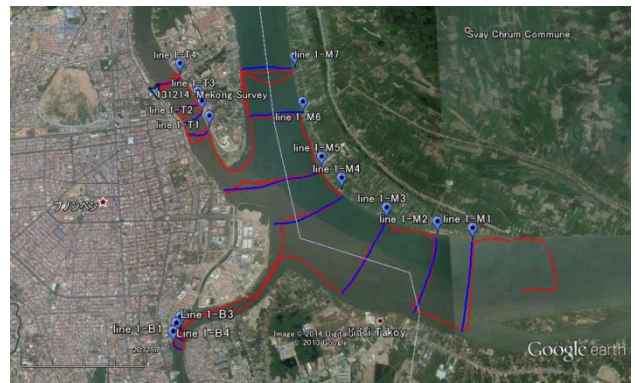 Svay Chrum Commune
line 1-T4
line 1-M7
line 1-T3
131214-Mekong Survey
line 1-T2
line 1-M6
line 1-T1
line 1-M5
line 1-M4
プノンペン
line 1-M3
line 1-M2
line 1-M1
Line 1-B3
line 1-B1
Line 1-B4
Takoy
Image © 2014 DigitalGlobe
© 2013 Google
Google earth